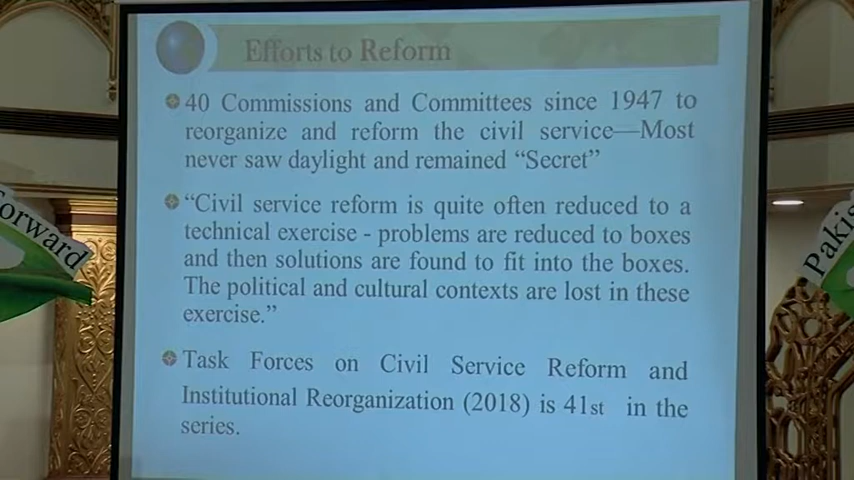 Efforts to Reform
40 Commissions and Committees since 1947 to
reorganize and reform the civil service—Most
never saw daylight and remained “Secret”
“Civil service reform is quite often reduced to a
technical exercise - problems are reduced to boxes
and then solutions are found to fit into the boxes.
The political and cultural contexts are lost in these
exercise.”
Task Forces on Civil Service Reform and
Institutional Reorganization (2018) is 41st in the
series.
orward
Pakis